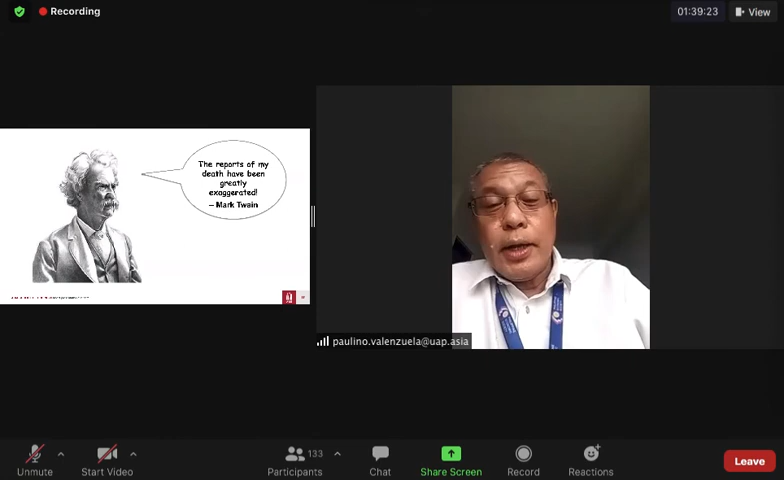 Recording
01:39:23
View
The reports of my
death have been
greatly
exaggerated!
– Mark Twain
paulino.valenzuela@uap.asia
Unmute
Start Video
133
Participants
Chat
Share Screen
Record
Reactions
Leave